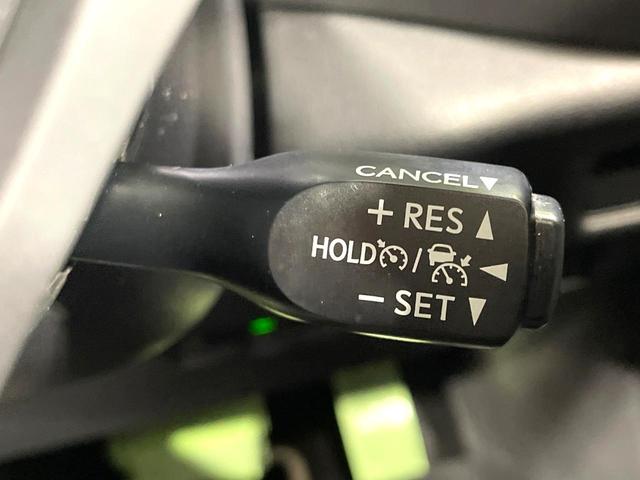 CANCEL▼
+ RES ▲
HOLD / ◀
- SET ▼